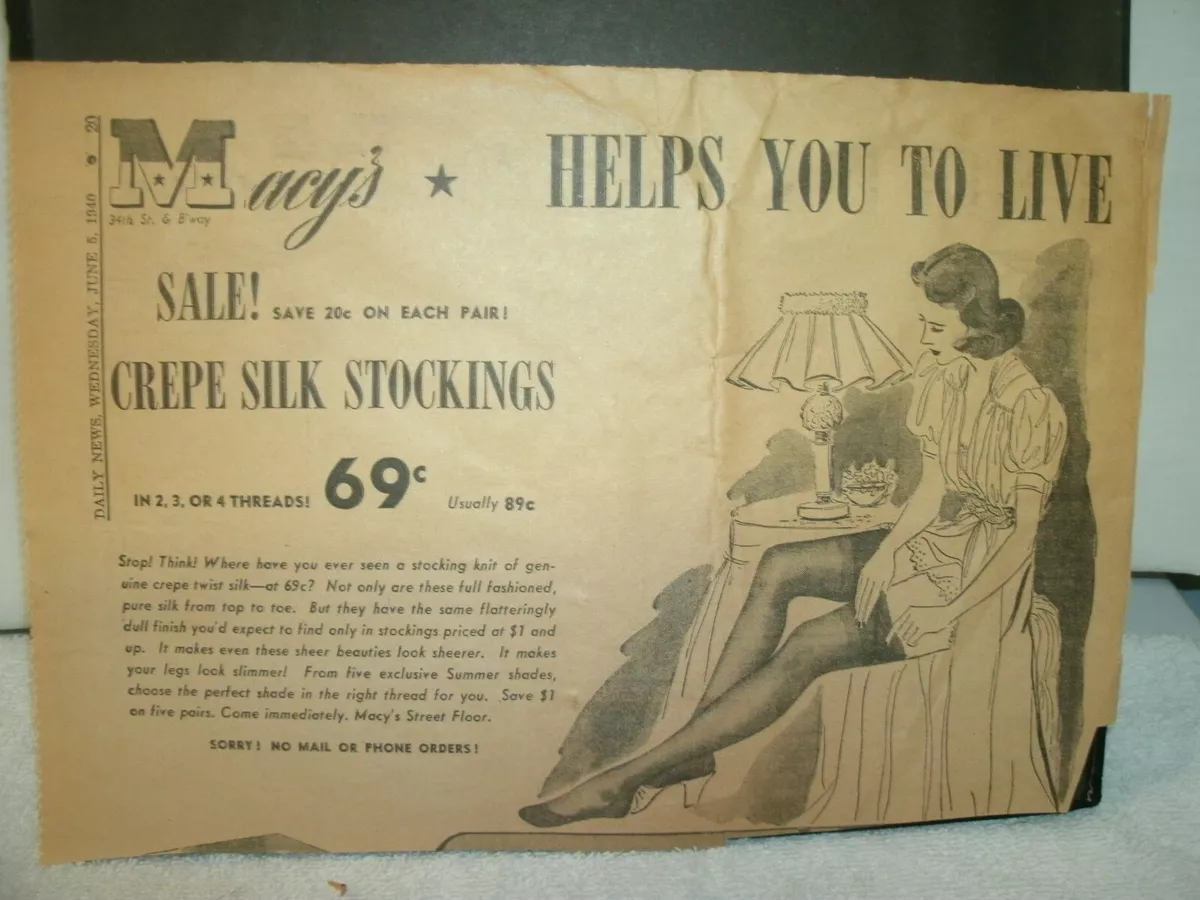 DAILY NEWS, WEDNESDAY, JUNE 5, 1940 • 20
Macy's ★ HELPS YOU TO LIVE
34th St. & B'way
SALE! SAVE 20c ON EACH PAIR!
CREPE SILK STOCKINGS
IN 2, 3, OR 4 THREADS! 69c Usually 89c
Stop! Think! Where have you ever seen a stocking knit of gen-
uine crepe twist silk—at 69c? Not only are these full fashioned,
pure silk from top to toe. But they have the same flatteringly
dull finish you'd expect to find only in stockings priced at $1 and
up. It makes even these sheer beauties look sheerer. It makes
your legs look slimmer! From five exclusive Summer shades,
choose the perfect shade in the right thread for you. Save $1
on five pairs. Come immediately. Macy's Street Floor.
SORRY! NO MAIL OR PHONE ORDERS!